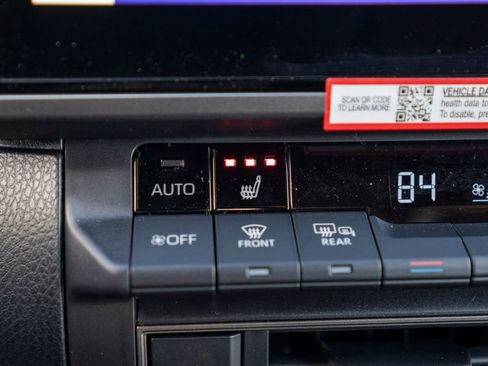 SCAN QR CODE
TO LEARN MORE
VEHICLE DA
health data to
To disable, pre
AUTO
84
OFF
FRONT
REAR